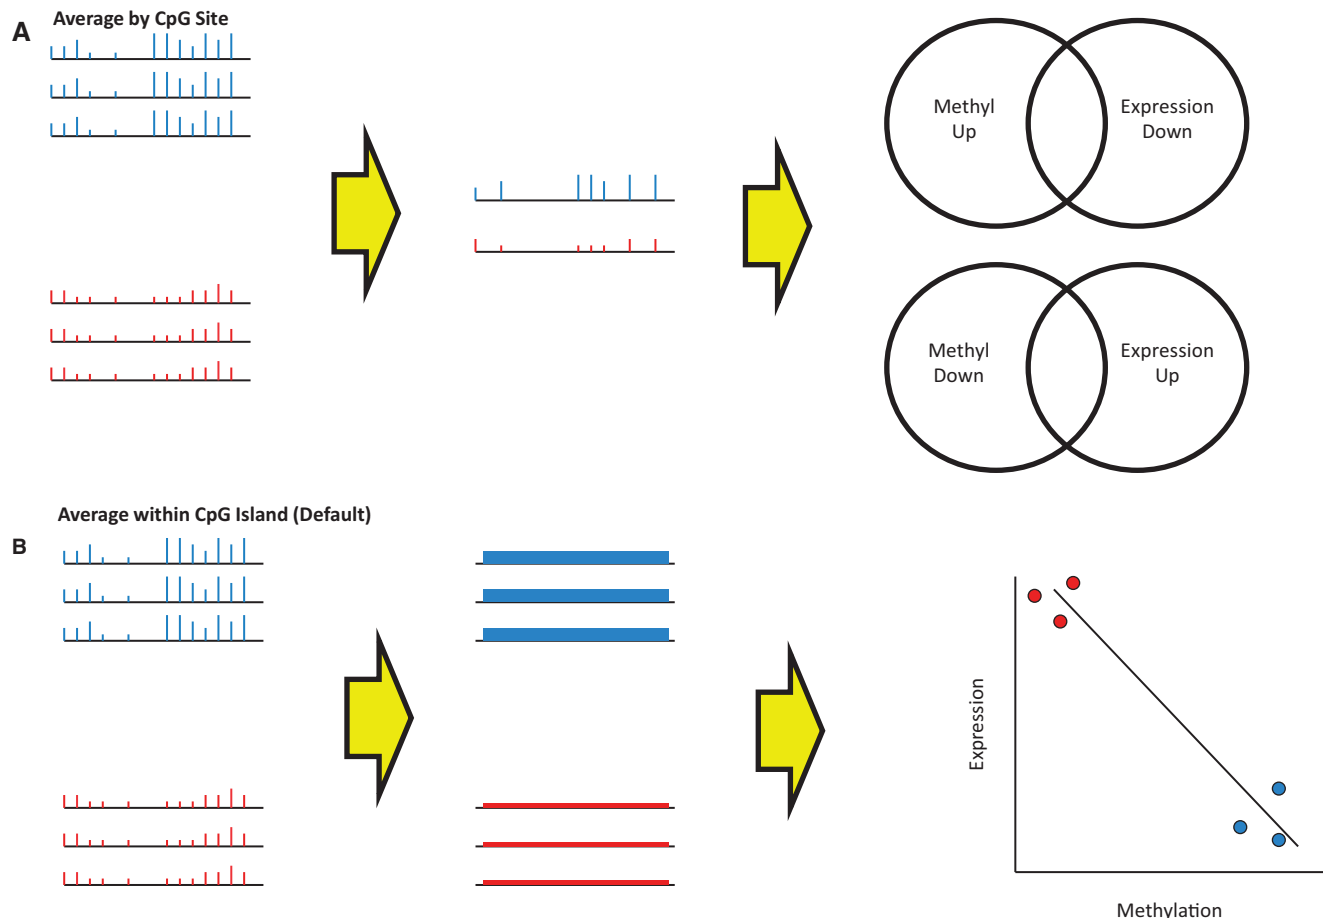 A
Average by CpG Site
Methyl
Up
Expression
Down
Methyl
Down
Expression
Up
Average within CpG Island (Default)
B
Expression
Methylation